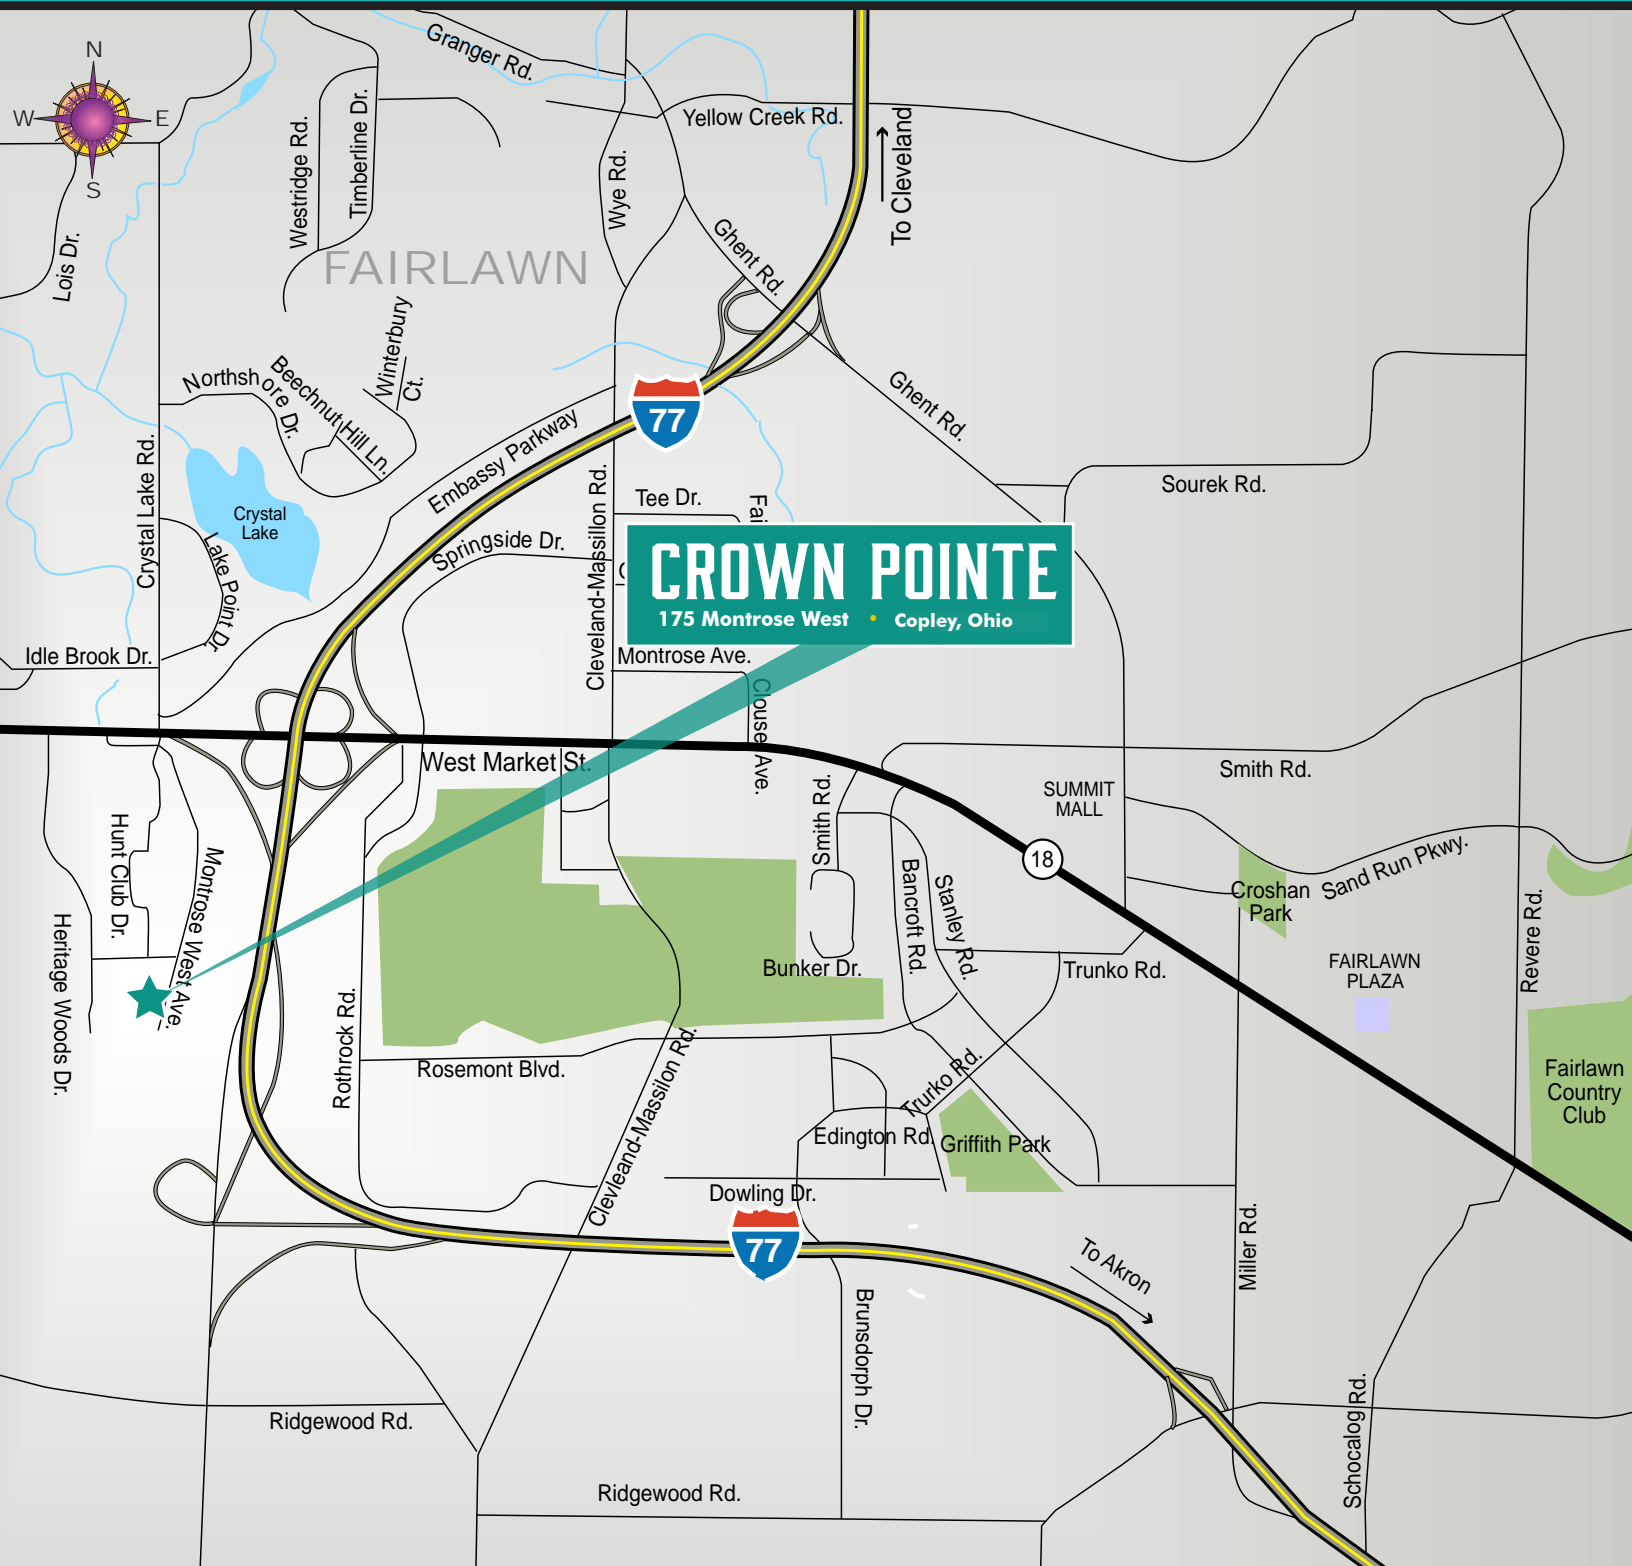 N
W
E
S
Granger Rd.
Yellow Creek Rd.
To Cleveland
Westridge Rd.
Timberline Dr.
Wye Rd.
Lois Dr.
FAIRLAWN
Ghent Rd.
Winterbury
Ct.
Northshore Dr.
Beechnut Hill Ln.
Embassy Parkway
77
Ghent Rd.
Crystal Lake Rd.
Crystal
Lake
Lake Point Dr.
Springside Dr.
Cleveland-Massillon Rd.
Tee Dr.
Fai
Sourek Rd.
CROWN POINTE
175 Montrose West • Copley, Ohio
Idle Brook Dr.
Montrose Ave.
Clouse Ave.
West Market St.
Smith Rd.
SUMMIT
MALL
Smith Rd.
18
Hunt Club Dr.
Montrose West Ave.
Heritage Woods Dr.
Bancroft Rd.
Stanley Rd.
Croshan
Park
Sand Run Pkwy.
Revere Rd.
Bunker Dr.
Trunko Rd.
FAIRLAWN
PLAZA
Rothrock Rd.
Rosemont Blvd.
Clevleand-Massilon Rd.
Trurko Rd.
Edington Rd.
Griffith Park
Fairlawn
Country
Club
Dowling Dr.
77
To Akron
Miller Rd.
Brunsdorph Dr.
Ridgewood Rd.
Schocalog Rd.
Ridgewood Rd.